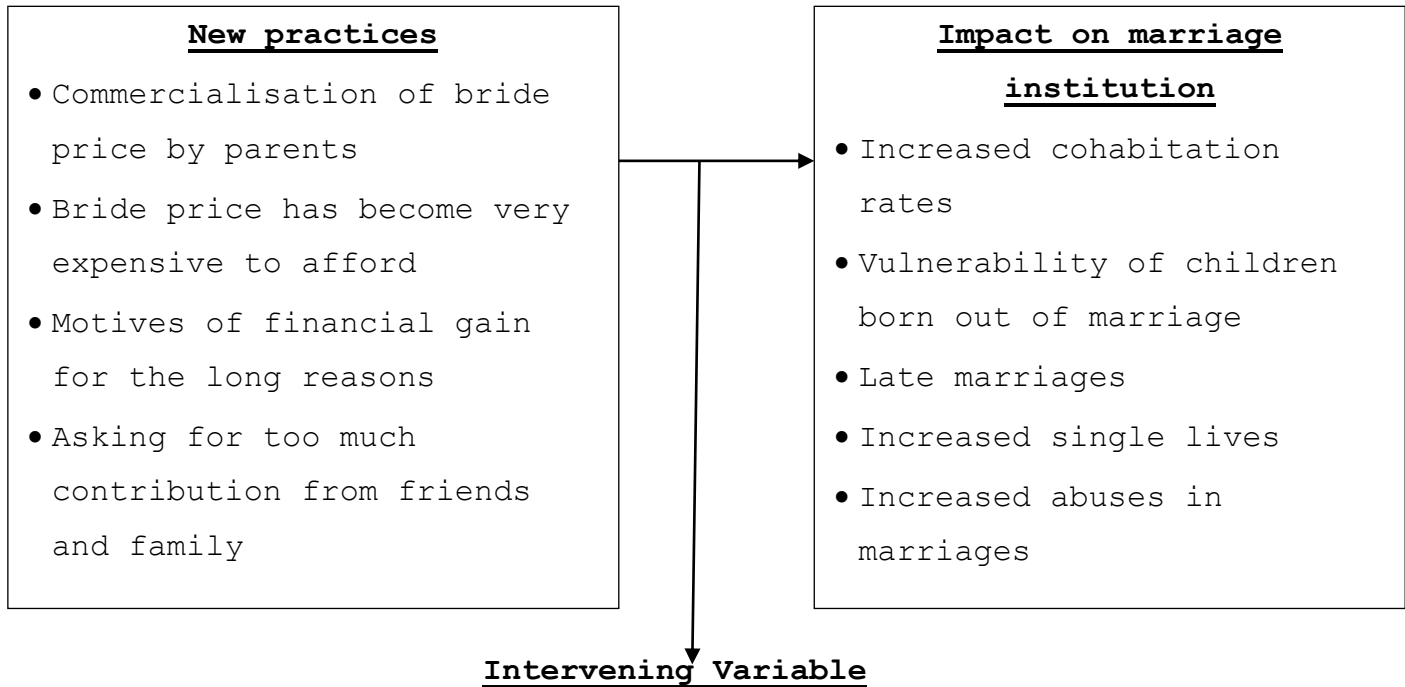 New practices
• Commercialisation of bride
price by parents
• Bride price has become very
expensive to afford
• Motives of financial gain
for the long reasons
• Asking for too much
contribution from friends
and family
Impact on marriage
institution
• Increased cohabitation
rates
• Vulnerability of children
born out of marriage
• Late marriages
• Increased single lives
• Increased abuses in
marriages
Intervening Variable